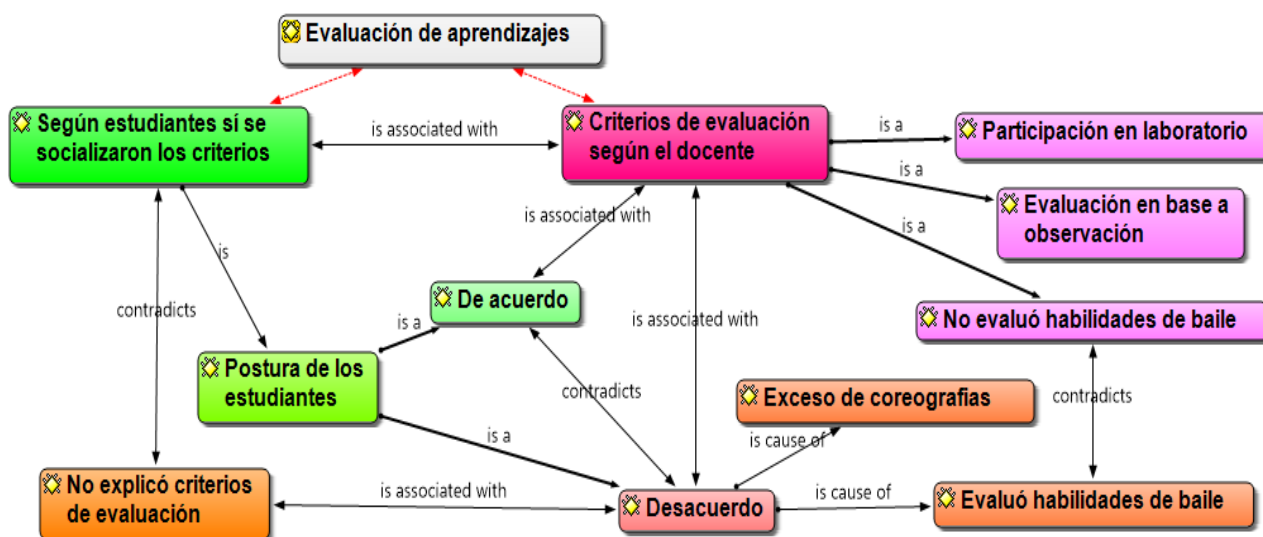 Evaluación de aprendizajes
Según estudiantes sí se
socializaron los criterios
is associated with
Criterios de evaluación
según el docente
is a
Participación en laboratorio
is a
Evaluación en base a
observación
is associated with
is a
is
De acuerdo
contradicts
is associated with
No evaluó habilidades de baile
is a
Postura de los
estudiantes
contradicts
Exceso de coreografias
contradicts
is a
is cause of
No explicó criterios
de evaluación
is associated with
Desacuerdo
is cause of
Evaluó habilidades de baile